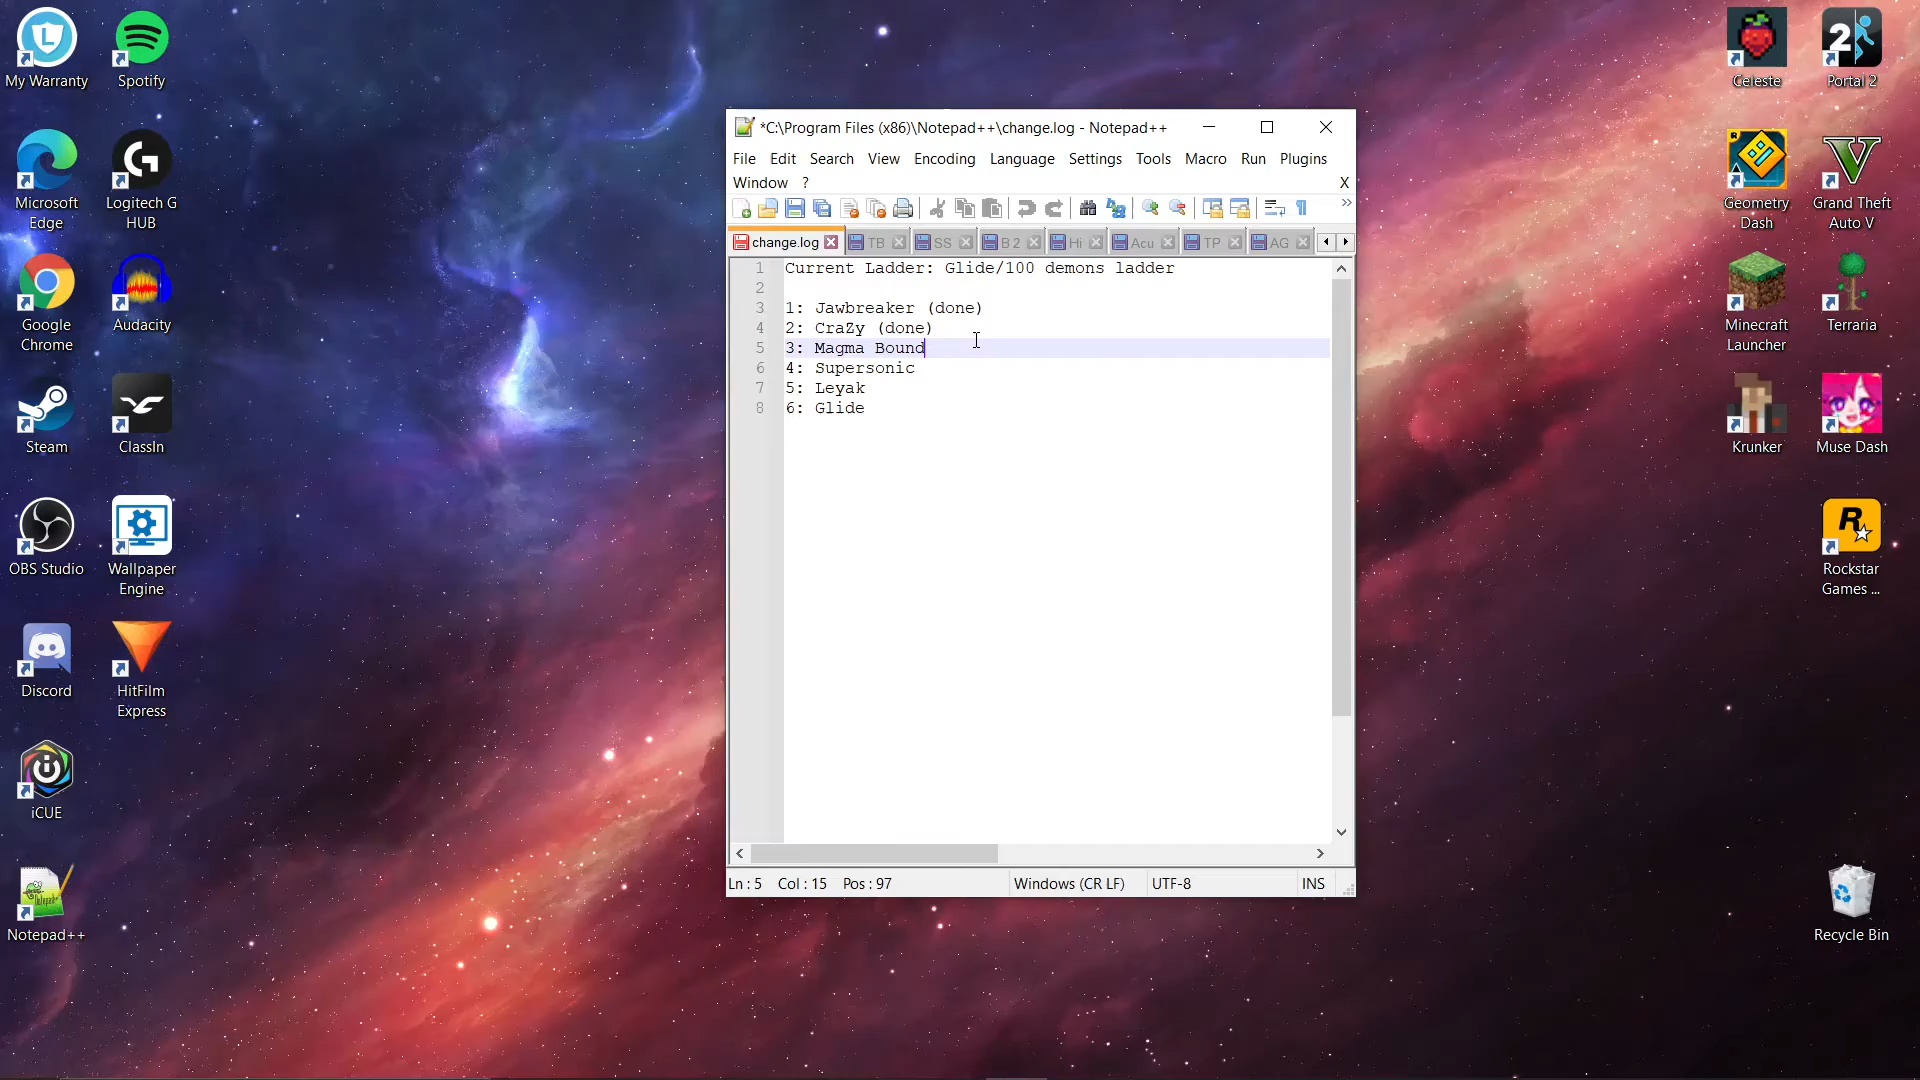 My Warranty
Spotify
Microsoft Edge
Logitech G HUB
Google Chrome
Audacity
Steam
ClassIn
OBS Studio
Wallpaper Engine
Discord
HitFilm Express
iCUE
Notepad++
*C:\Program Files (x86)\Notepad++\change.log - Notepad++
File Edit Search View Encoding Language Settings Tools Macro Run Plugins
Window ? X
change.log TB SS B 2 Hi Acu TP AG
1 Current Ladder: Glide/100 demons ladder
2
3 1: Jawbreaker (done)
4 2: CraZy (done)
5 3: Magma Bound
6 4: Supersonic
7 5: Leyak
8 6: Glide
Ln : 5 Col : 15 Pos : 97 Windows (CR LF) UTF-8 INS
Celeste
Portal 2
Geometry Dash
Grand Theft Auto V
Minecraft Launcher
Terraria
Krunker
Muse Dash
Rockstar Games ...
Recycle Bin